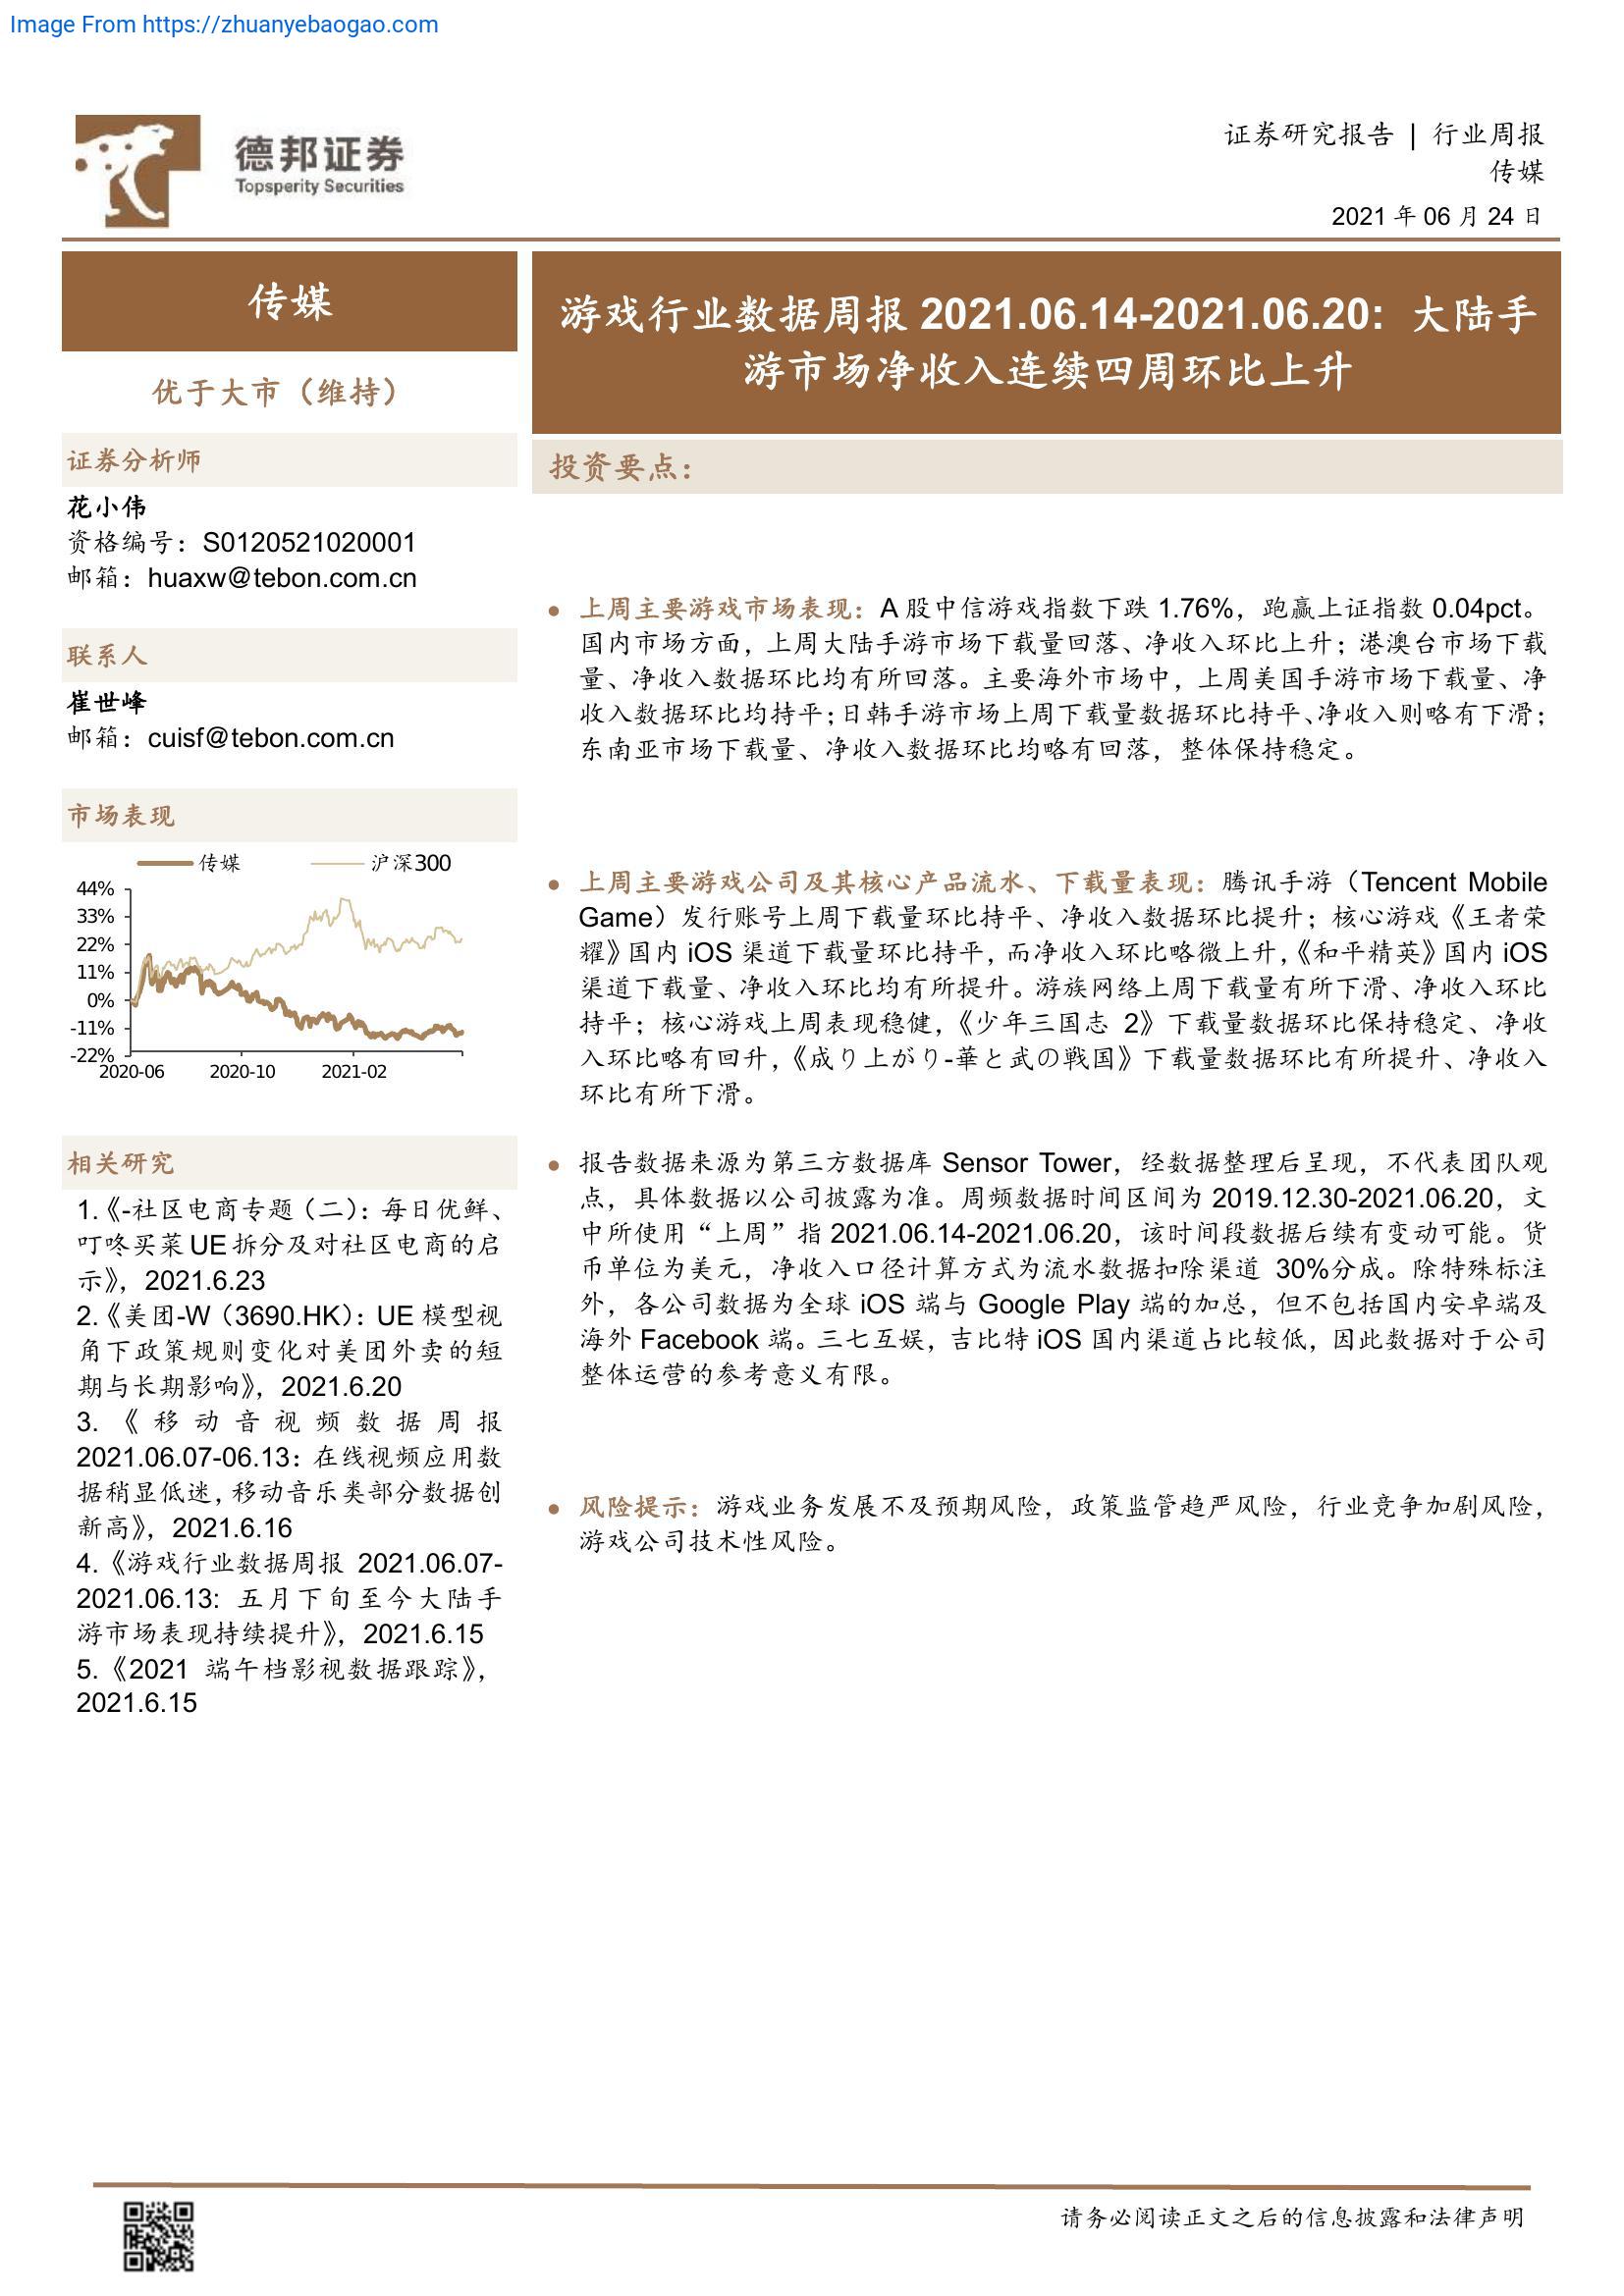 Image From https://zhuanyebaogao.com
德邦证券
Topsperity Securities
证券研究报告 | 行业周报
传媒
2021 年 06 月 24 日
传媒
优于大市（维持）
证券分析师
花小伟
资格编号：S0120521020001
邮箱：huaxw@tebon.com.cn
联系人
崔世峰
邮箱：cuisf@tebon.com.cn
市场表现
传媒 沪深300
44%
33%
22%
11%
0%
-11%
-22%
2020-06 2020-10 2021-02
相关研究
1.《-社区电商专题（二）：每日优鲜、
叮咚买菜 UE 拆分及对社区电商的启
示》，2021.6.23
2.《美团-W（3690.HK）：UE 模型视
角下政策规则变化对美团外卖的短
期与长期影响》，2021.6.20
3.《移动音视频数据周报
2021.06.07-06.13：在线视频应用数
据稍显低迷，移动音乐类部分数据创
新高》，2021.6.16
4.《游戏行业数据周报 2021.06.07-
2021.06.13: 五月下旬至今大陆手
游市场表现持续提升》，2021.6.15
5.《2021 端午档影视数据跟踪》，
2021.6.15
游戏行业数据周报 2021.06.14-2021.06.20：大陆手
游市场净收入连续四周环比上升
投资要点：
● 上周主要游戏市场表现：A 股中信游戏指数下跌 1.76%，跑赢上证指数 0.04pct。
国内市场方面，上周大陆手游市场下载量回落、净收入环比上升；港澳台市场下载
量、净收入数据环比均有所回落。主要海外市场中，上周美国手游市场下载量、净
收入数据环比均持平；日韩手游市场上周下载量数据环比持平、净收入则略有下滑；
东南亚市场下载量、净收入数据环比均略有回落，整体保持稳定。
● 上周主要游戏公司及其核心产品流水、下载量表现：腾讯手游（Tencent Mobile
Game）发行账号上周下载量环比持平、净收入数据环比提升；核心游戏《王者荣
耀》国内 iOS 渠道下载量环比持平，而净收入环比略微上升，《和平精英》国内 iOS
渠道下载量、净收入环比均有所提升。游族网络上周下载量有所下滑、净收入环比
持平；核心游戏上周表现稳健，《少年三国志 2》下载量数据环比保持稳定、净收
入环比略有回升，《成り上がり-華と武の戦国》下载量数据环比有所提升、净收入
环比有所下滑。
● 报告数据来源为第三方数据库 Sensor Tower，经数据整理后呈现，不代表团队观
点，具体数据以公司披露为准。周频数据时间区间为 2019.12.30-2021.06.20，文
中所使用“上周”指 2021.06.14-2021.06.20，该时间段数据后续有变动可能。货
币单位为美元，净收入口径计算方式为流水数据扣除渠道 30%分成。除特殊标注
外，各公司数据为全球 iOS 端与 Google Play 端的加总，但不包括国内安卓端及
海外 Facebook 端。三七互娱，吉比特 iOS 国内渠道占比较低，因此数据对于公司
整体运营的参考意义有限。
● 风险提示：游戏业务发展不及预期风险，政策监管趋严风险，行业竞争加剧风险，
游戏公司技术性风险。
请务必阅读正文之后的信息披露和法律声明